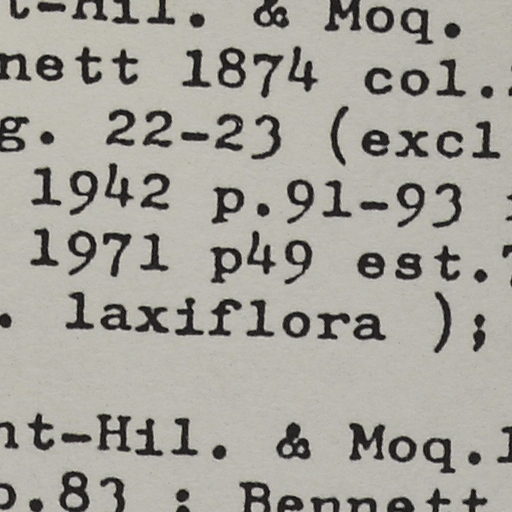 t-Hil. & Moq.
nett 1874 col.
g. 22-23 (excl
1942 p.91-93
1971 p49 est.
. laxiflora );
nt-Hil. & Moq.1
p.83 ; Bennett